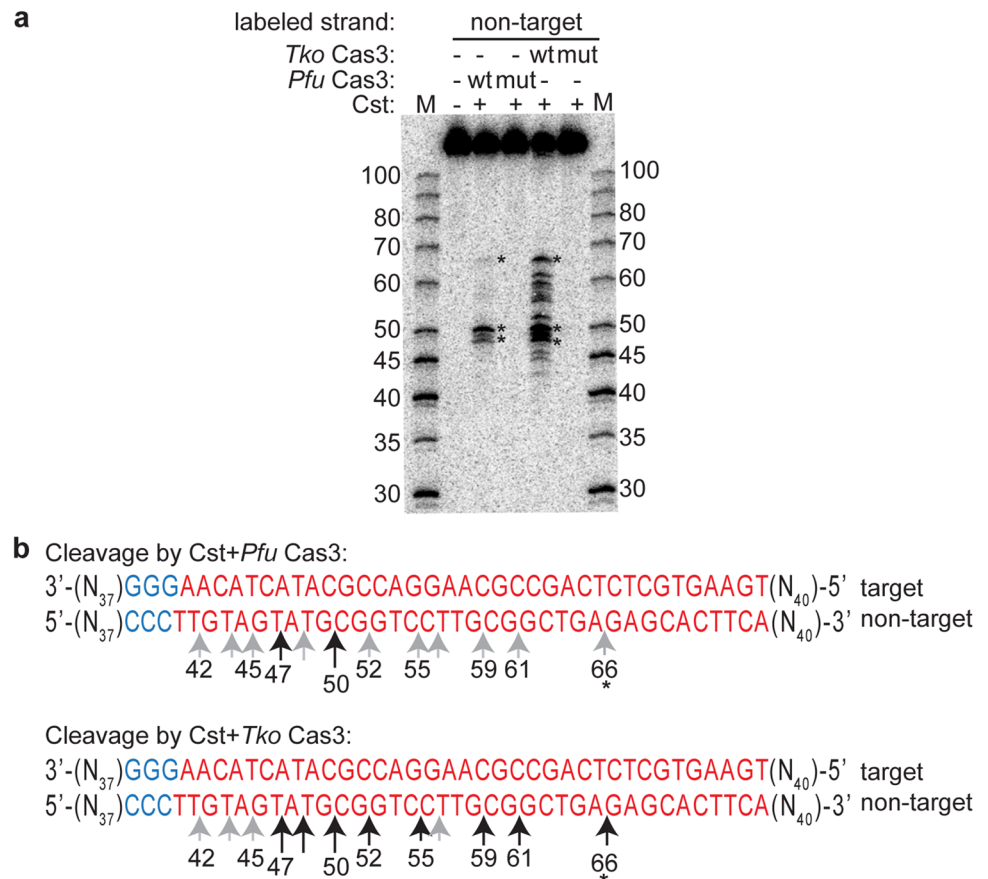 a
labeled strand: non-target
Tko Cas3: - - - wt mut
Pfu Cas3: - wt mut - -
Cst: M - + + + + M
100 100
80 80
70 70
60 60
50 * * 50
45 * * 45
40 40
35 35
30 30
b Cleavage by Cst+Pfu Cas3:
3’-(N37)GGGAACATCATACGCCAGGAACGCCGACTCTCGTGAAGT(N40)-5’ target
5’-(N37)CCCTTGTAGTATGCGGTCCTTGCGGCTGAGAGCACTTCA(N40)-3’ non-target
42 45 47 50 52 55 59 61 66
*
Cleavage by Cst+Tko Cas3:
3’-(N37)GGGAACATCATACGCCAGGAACGCCGACTCTCGTGAAGT(N40)-5’ target
5’-(N37)CCCTTGTAGTATGCGGTCCTTGCGGCTGAGAGCACTTCA(N40)-3’ non-target
42 45 47 50 52 55 59 61 66
*